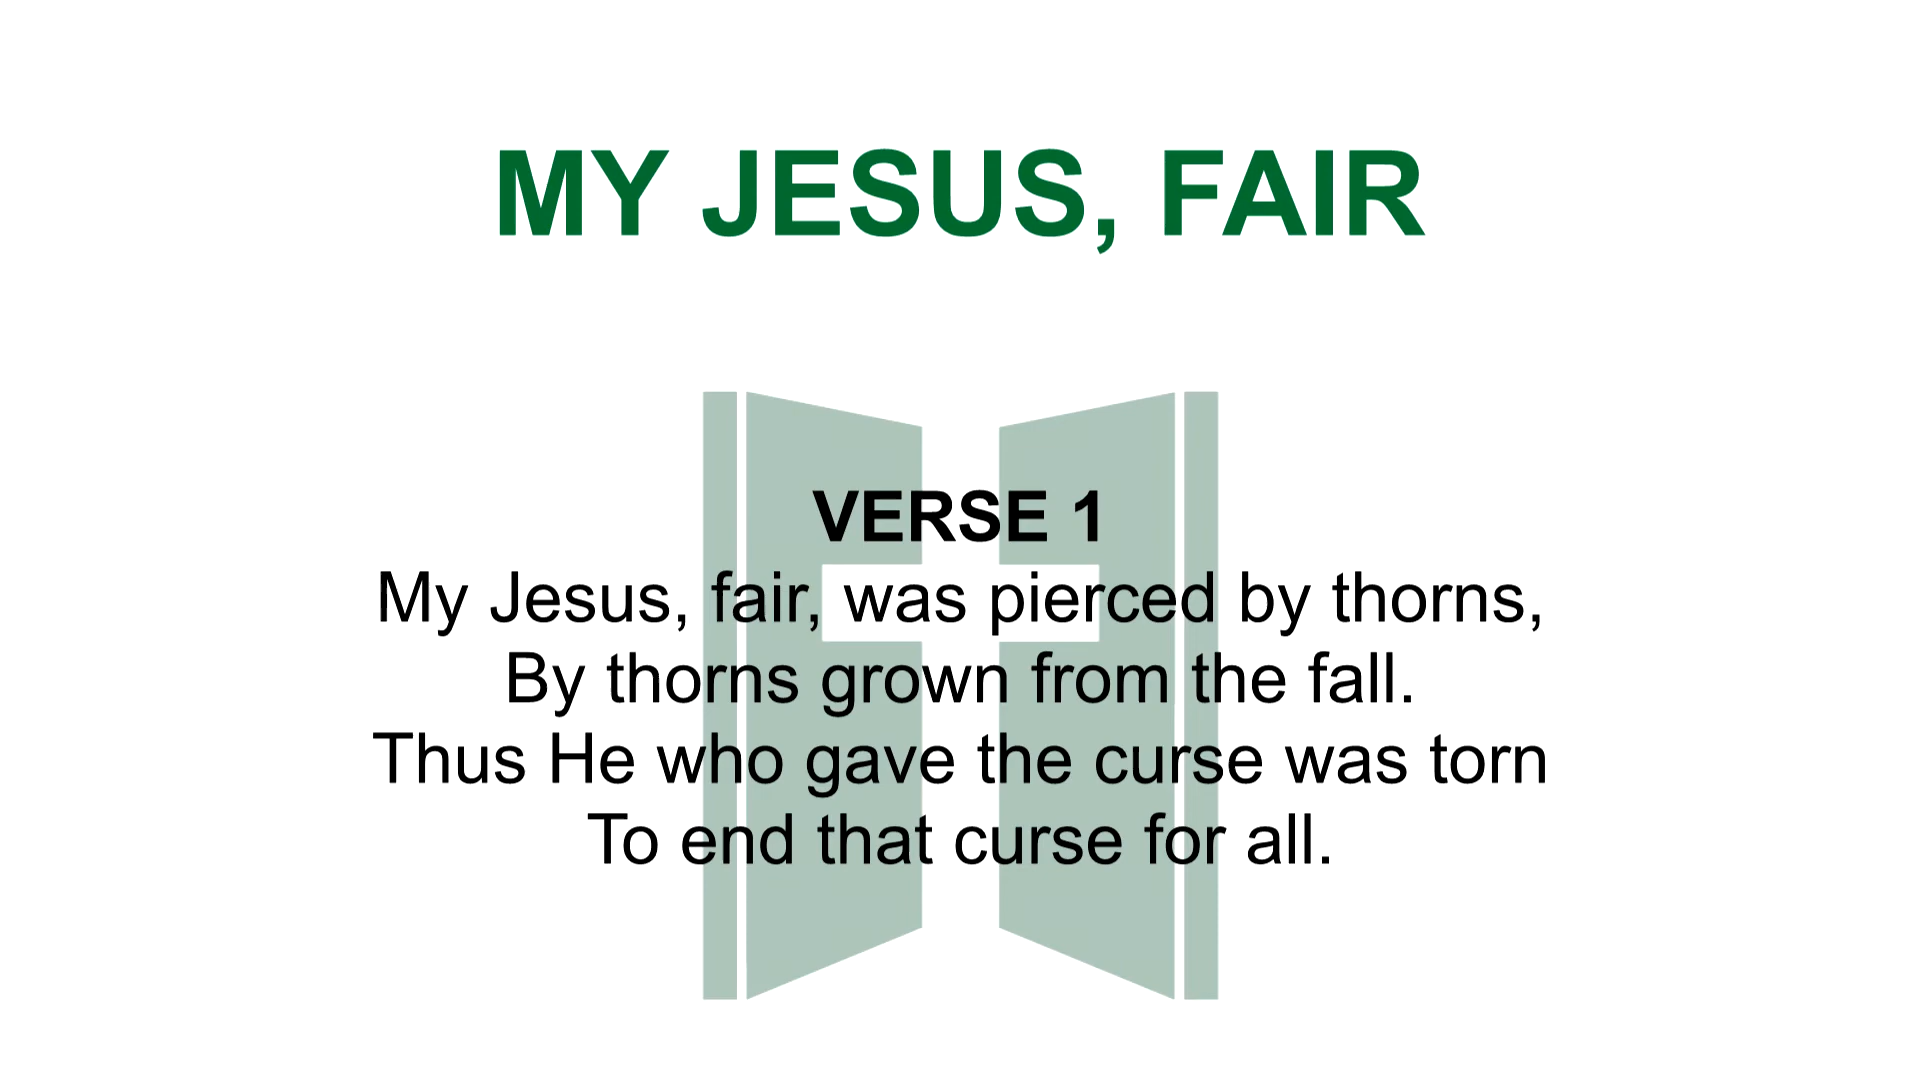 MY JESUS, FAIR
VERSE 1
My Jesus, fair, was pierced by thorns,
By thorns grown from the fall.
Thus He who gave the curse was torn
To end that curse for all.